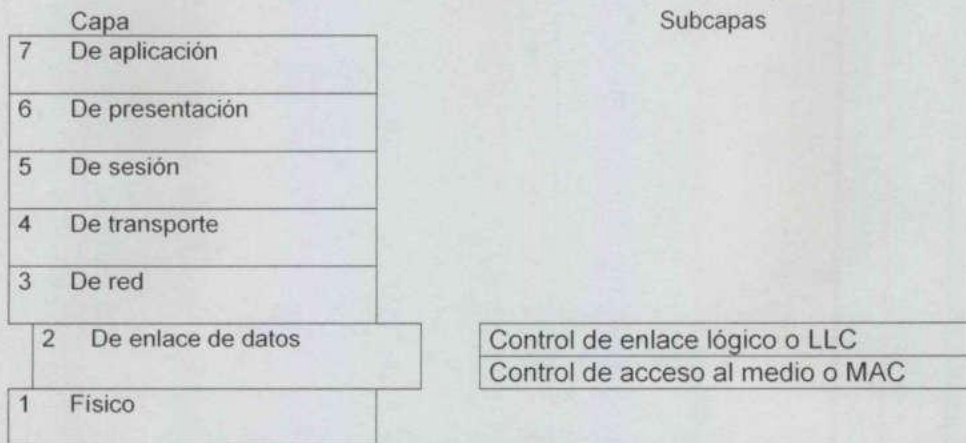 Capa Subcapas
7 De aplicación
6 De presentación
5 De sesión
4 De transporte
3 De red
2 De enlace de datos
Control de enlace lógico o LLC
Control de acceso al medio o MAC
1 Físico